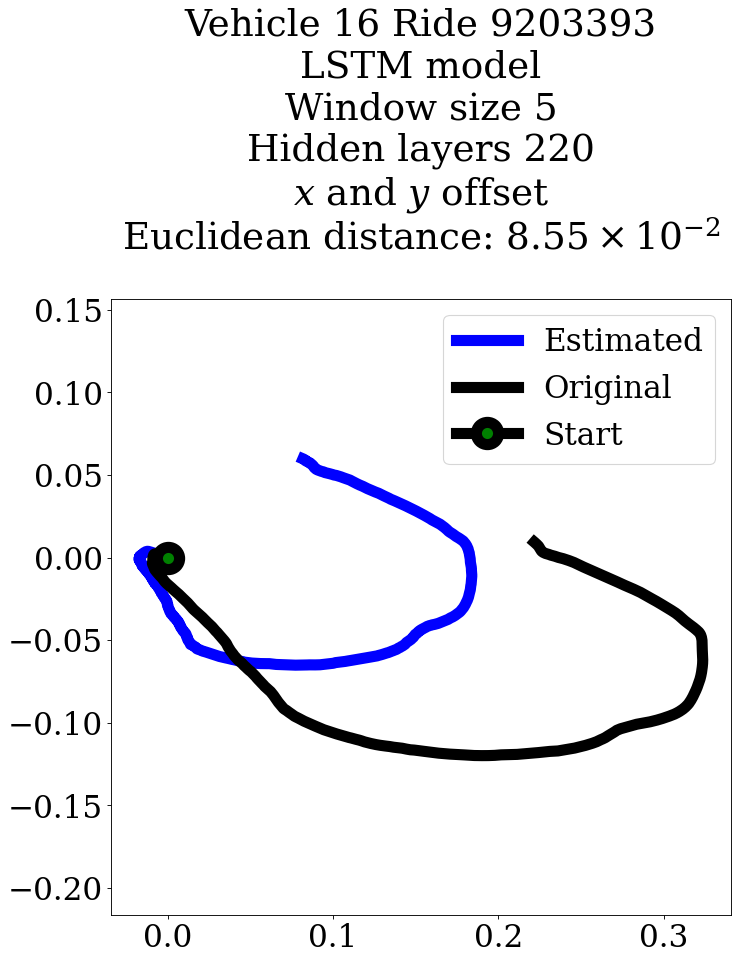 Vehicle 16 Ride 9203393
LSTM model
Window size 5
Hidden layers 220
x and y offset
Euclidean distance: 8.55 × 10⁻²
0.15
0.10
0.05
0.00
−0.05
−0.10
−0.15
−0.20
Estimated
Original
Start
0.0 0.1 0.2 0.3